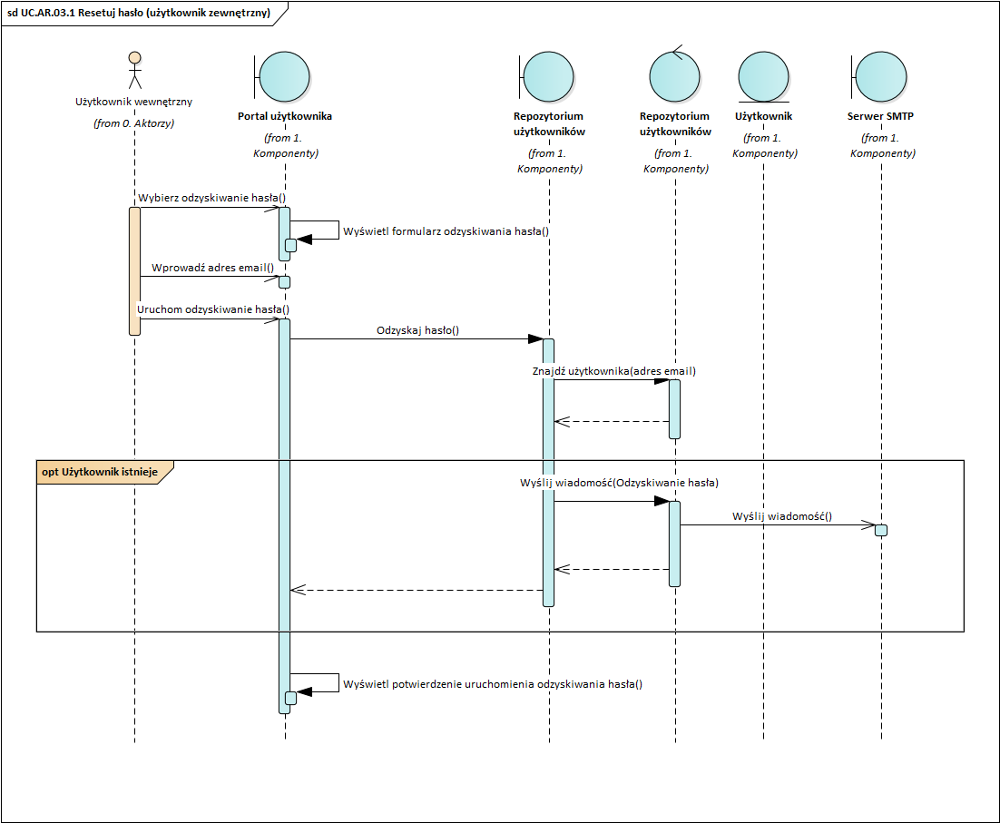 sd UC.AR.03.1 Resetuj hasło (użytkownik zewnętrzny)
Użytkownik wewnętrzny
(from 0. Aktorzy)
Portal użytkownika
(from 1.
Komponenty)
Repozytorium
użytkowników
(from 1.
Komponenty)
Repozytorium
użytkowników
(from 1.
Komponenty)
Użytkownik
(from 1.
Komponenty)
Serwer SMTP
(from 1.
Komponenty)
Wybierz odzyskiwanie hasła()
Wyświetl formularz odzyskiwania hasła()
Wprowadź adres email()
Uruchom odzyskiwanie hasła()
Odzyskaj hasło()
Znajdź użytkownika(adres email)
opt Użytkownik istnieje
Wyślij wiadomość(Odzyskiwanie hasła)
Wyślij wiadomość()
Wyświetl potwierdzenie uruchomienia odzyskiwania hasła()